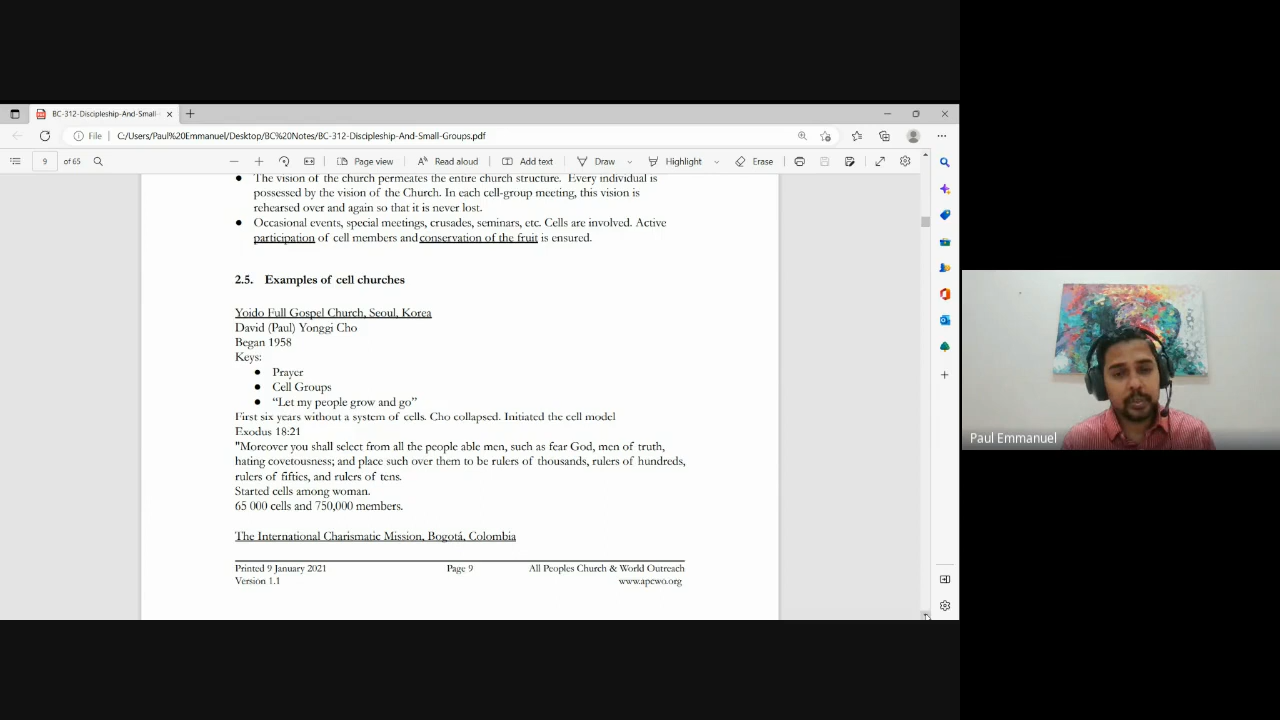 BC-312-Discipleship-And-Small-
File C:/Users/Paul%20Emmanuel/Desktop/BC%20Notes/BC-312-Discipleship-And-Small-Groups.pdf
9 of 65 Page view Read aloud Add text Draw Highlight Erase
The vision of the church permeates the entire church structure. Every individual is
possessed by the vision of the Church. In each cell-group meeting, this vision is
rehearsed over and again so that it is never lost.
Occasional events, special meetings, crusades, seminars, etc. Cells are involved. Active
participation of cell members and conservation of the fruit is ensured.
2.5. Examples of cell churches
Yoido Full Gospel Church, Seoul, Korea
David (Paul) Yonggi Cho
Began 1958
Keys:
Prayer
Cell Groups
“Let my people grow and go”
First six years without a system of cells. Cho collapsed. Initiated the cell model
Exodus 18:21
"Moreover you shall select from all the people able men, such as fear God, men of truth,
hating covetousness; and place such over them to be rulers of thousands, rulers of hundreds,
rulers of fifties, and rulers of tens.
Started cells among woman.
65 000 cells and 750,000 members.
The International Charismatic Mission, Bogotá, Colombia
Printed 9 January 2021 Page 9 All Peoples Church & World Outreach
Version 1.1 www.apcwo.org
Paul Emmanuel